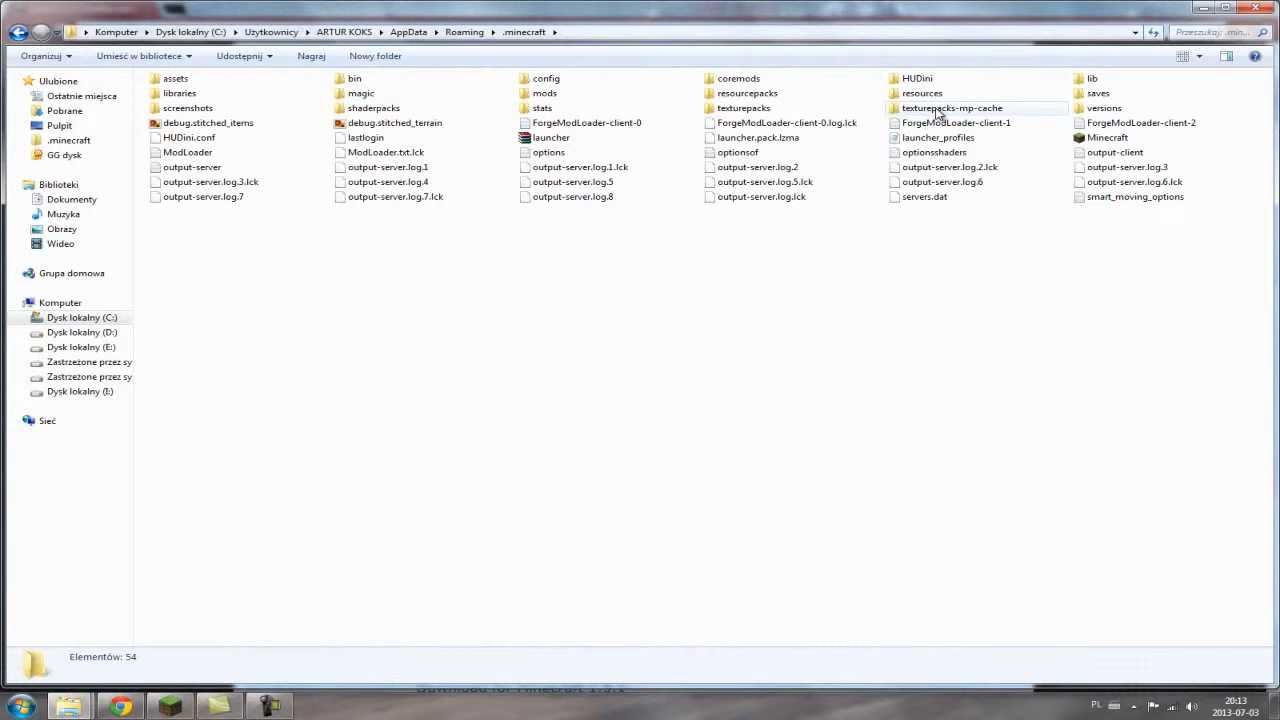 Komputer Dysk lokalny (C:) Użytkownicy ARTUR KOKS AppData Roaming .minecraft Przeszukaj: .min...
Organizuj Umieść w bibliotece Udostępnij Nagraj Nowy folder
Ulubione
Ostatnie miejsca
Pobrane
Pulpit
.minecraft
GG dysk
Biblioteki
Dokumenty
Muzyka
Obrazy
Wideo
Grupa domowa
Komputer
Dysk lokalny (C:)
Dysk lokalny (D:)
Dysk lokalny (E:)
Zastrzeżone przez sy
Zastrzeżone przez sy
Dysk lokalny (I:)
Sieć
assets bin config coremods HUDini lib
libraries magic mods resourcepacks resources saves
screenshots shaderpacks stats texturepacks texturepacks-mp-cache versions
debug.stitched_items debug.stitched_terrain ForgeModLoader-client-0 ForgeModLoader-client-0.log.lck ForgeModLoader-client-1 ForgeModLoader-client-2
HUDini.conf lastlogin launcher launcher.pack.lzma launcher_profiles Minecraft
ModLoader ModLoader.txt.lck options optionsof optionsshaders output-client
output-server output-server.log.1 output-server.log.1.lck output-server.log.2 output-server.log.2.lck output-server.log.3
output-server.log.3.lck output-server.log.4 output-server.log.5 output-server.log.5.lck output-server.log.6 output-server.log.6.lck
output-server.log.7 output-server.log.7.lck output-server.log.8 output-server.log.lck servers.dat smart_moving_options
Elementów: 54
PL 20:13
2013-07-03